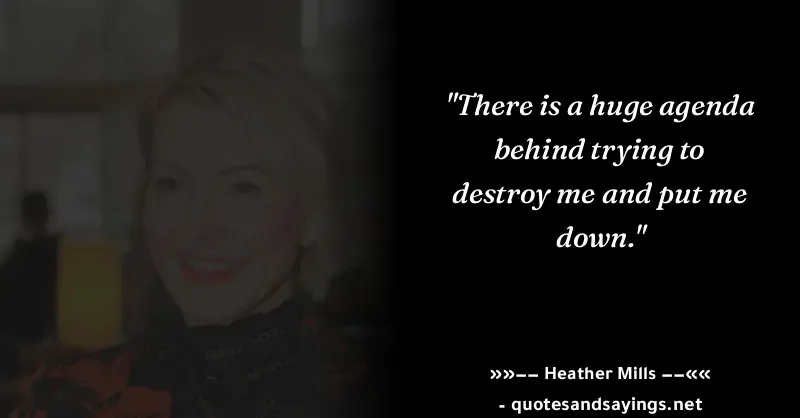 "There is a huge agenda
behind trying to
destroy me and put me
down."
»»−− Heather Mills −−««
- quotesandsayings.net